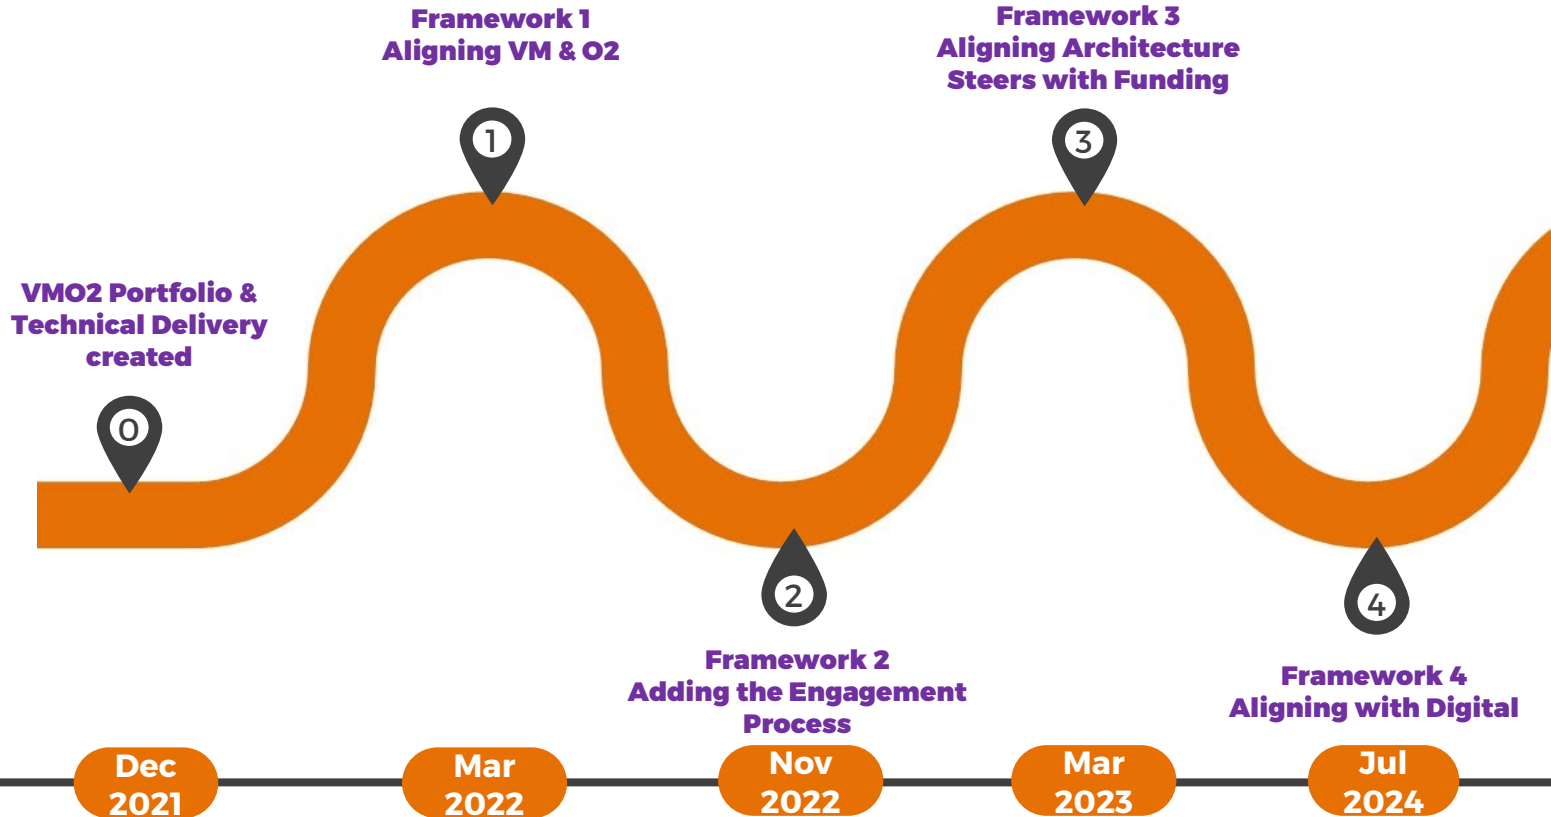 Framework 1
Aligning VM & O2
1
Framework 3
Aligning Architecture
Steers with Funding
3
VMO2 Portfolio &
Technical Delivery
created
0
2
Framework 2
Adding the Engagement
Process
4
Framework 4
Aligning with Digital
Dec
2021
Mar
2022
Nov
2022
Mar
2023
Jul
2024